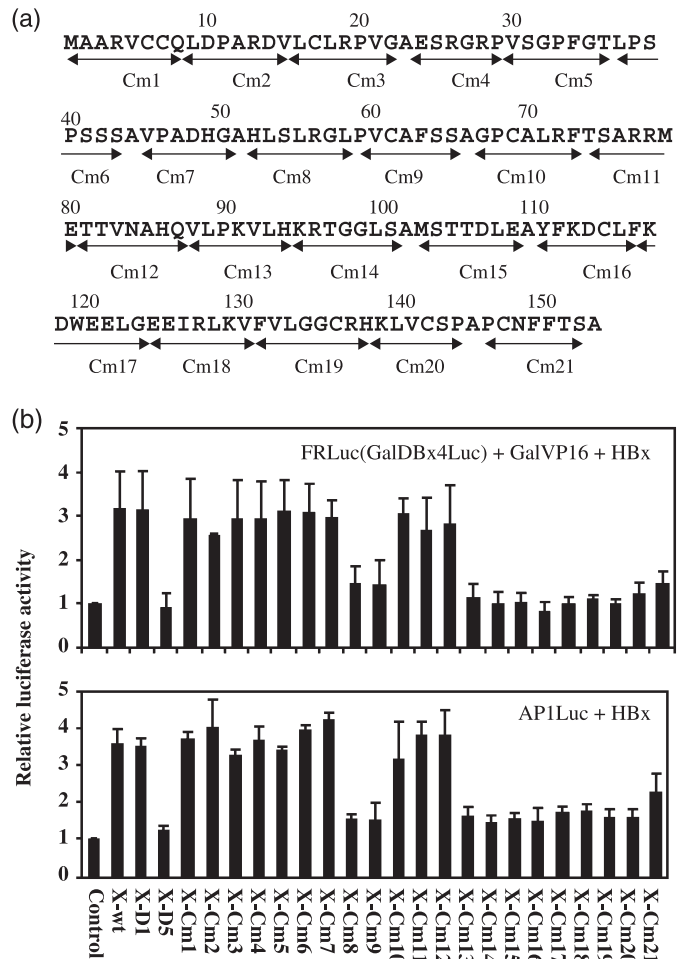 (a)
10 20 30
MAARVCCQLDPARDVLCLRPVGAESRGRPVSGPFGTLPS
Cm1 Cm2 Cm3 Cm4 Cm5
40 50 60 70
PSSSAVPADHGAHLSLRGLPVCAFSSAGPCALRFTSARRM
Cm6 Cm7 Cm8 Cm9 Cm10 Cm11
80 90 100 110
ETTVNAHQVLPKVLHKRTGGLSAMSTTDLEAYFKDCLFK
Cm12 Cm13 Cm14 Cm15 Cm16
120 130 140 150
DWEELGEEIRLKVFVLGGCRHKLVCSPAPCNFFTSA
Cm17 Cm18 Cm19 Cm20 Cm21
(b)
Relative luciferase activity
FRLuc(GalDBx4Luc) + GalVP16 + HBx
5
4
3
2
1
0
AP1Luc + HBx
5
4
3
2
1
0
Control
X-wt
X-D1
X-D5
X-Cm1
X-Cm2
X-Cm3
X-Cm4
X-Cm5
X-Cm6
X-Cm7
X-Cm8
X-Cm9
X-Cm10
X-Cm11
X-Cm12
X-Cm13
X-Cm14
X-Cm15
X-Cm16
X-Cm17
X-Cm18
X-Cm19
X-Cm20
X-Cm21